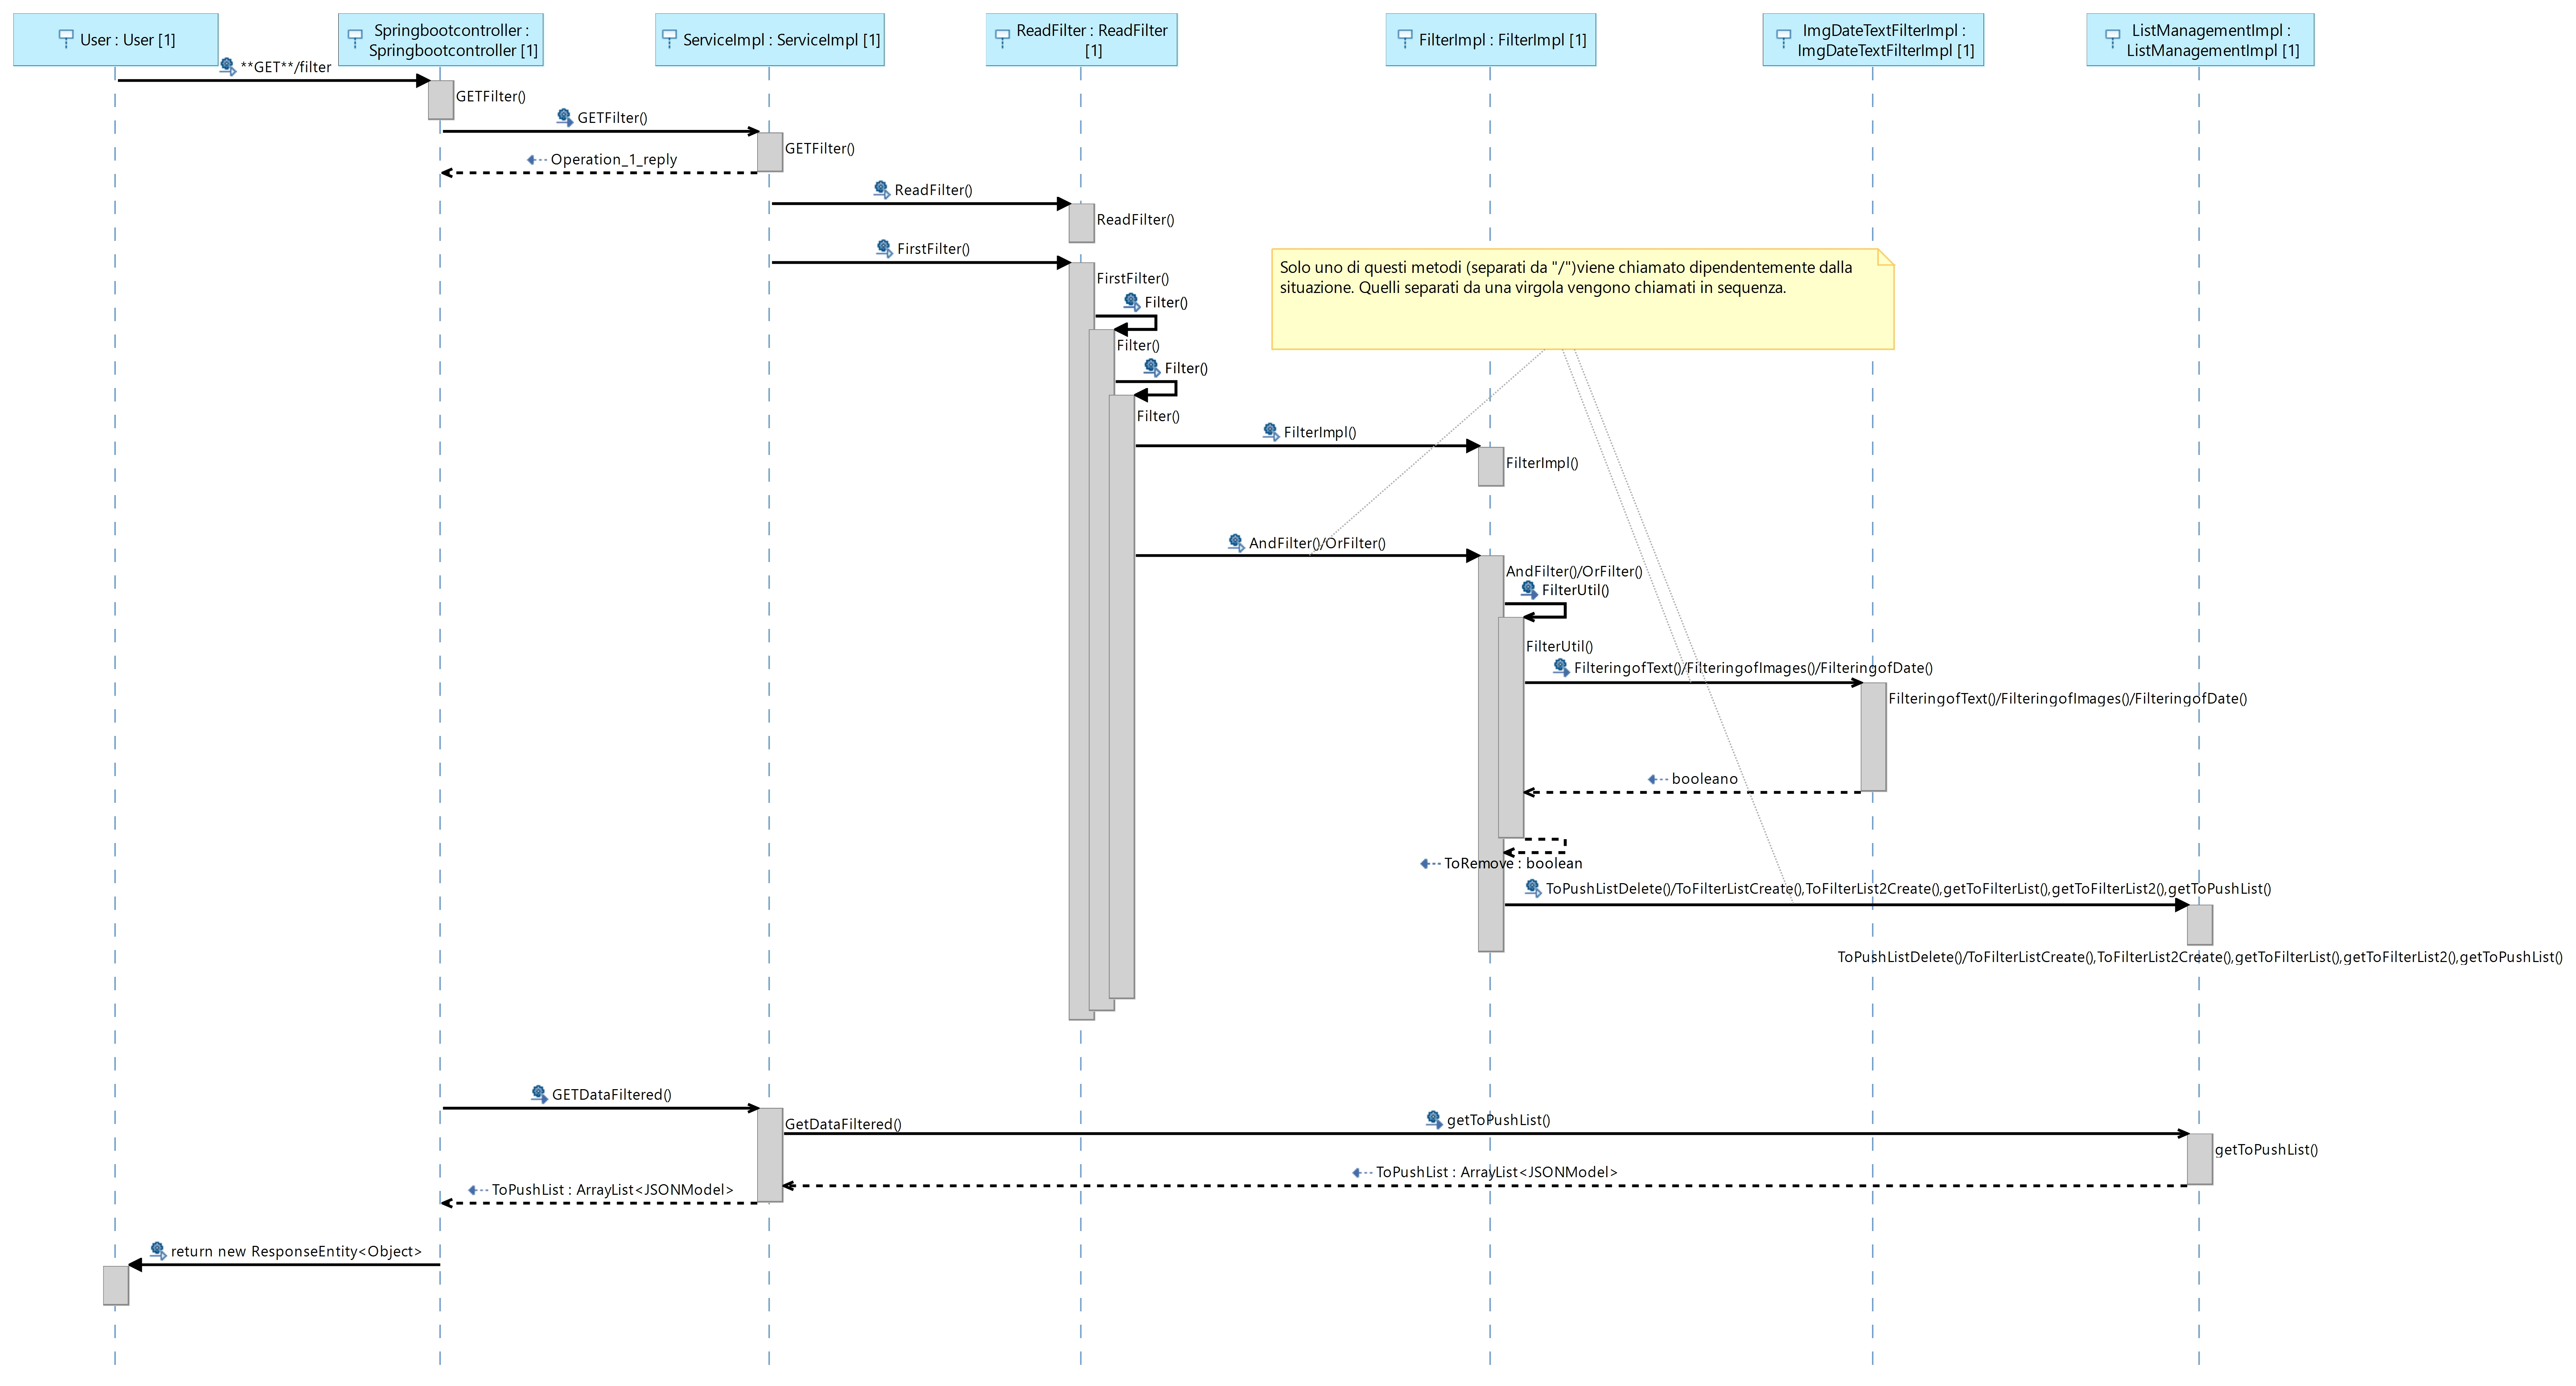 User : User [1]
Springbootcontroller :
Springbootcontroller [1]
ServiceImpl : ServiceImpl [1]
ReadFilter : ReadFilter
[1]
FilterImpl : FilterImpl [1]
ImgDateTextFilterImpl :
ImgDateTextFilterImpl [1]
ListManagementImpl :
ListManagementImpl [1]
**GET**/filter
GETFilter()
GETFilter()
GETFilter()
Operation_1_reply
ReadFilter()
ReadFilter()
FirstFilter()
FirstFilter()
Solo uno di questi metodi (separati da "/")viene chiamato dipendentemente dalla
situazione. Quelli separati da una virgola vengono chiamati in sequenza.
Filter()
Filter()
Filter()
Filter()
FilterImpl()
FilterImpl()
AndFilter()/OrFilter()
AndFilter()/OrFilter()
FilterUtil()
FilterUtil()
FilteringofText()/FilteringofImages()/FilteringofDate()
FilteringofText()/FilteringofImages()/FilteringofDate()
booleano
ToRemove : boolean
ToPushListDelete()/ToFilterListCreate(),ToFilterList2Create(),getToFilterList(),getToFilterList2(),getToPushList()
ToPushListDelete()/ToFilterListCreate(),ToFilterList2Create(),getToFilterList(),getToFilterList2(),getToPushList()
GETDataFiltered()
GetDataFiltered()
getToPushList()
getToPushList()
ToPushList : ArrayList<JSONModel>
ToPushList : ArrayList<JSONModel>
return new ResponseEntity<Object>